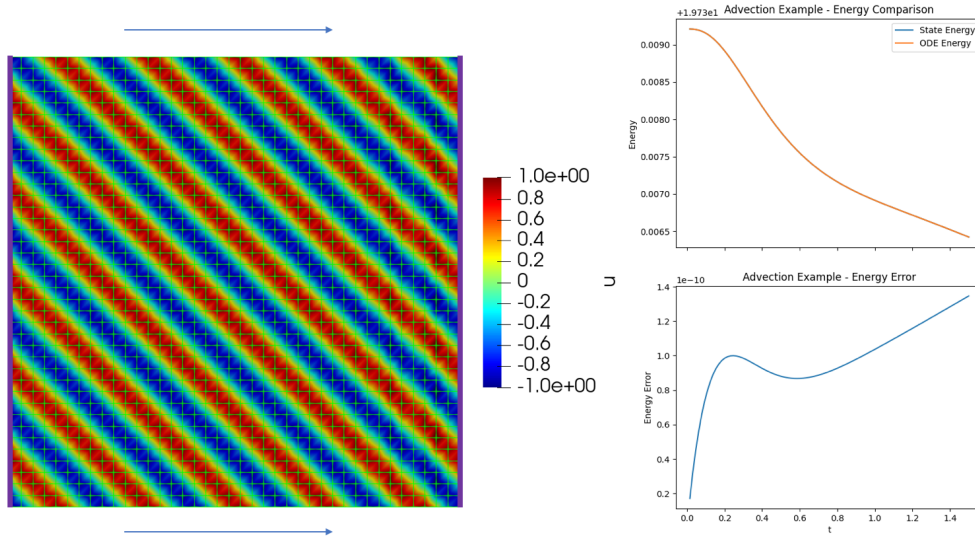 1.0e+00
0.8
0.6
0.4
0.2
0
-0.2
-0.4
-0.6
-0.8
-1.0e+00
u
Advection Example - Energy Comparison
+1.973e1
State Energy
ODE Energy
0.0090
0.0085
0.0080
0.0075
0.0070
0.0065
Energy
Advection Example - Energy Error
1e−10
1.4
1.2
1.0
0.8
0.6
0.4
0.2
Energy Error
0.0 0.2 0.4 0.6 0.8 1.0 1.2 1.4
t